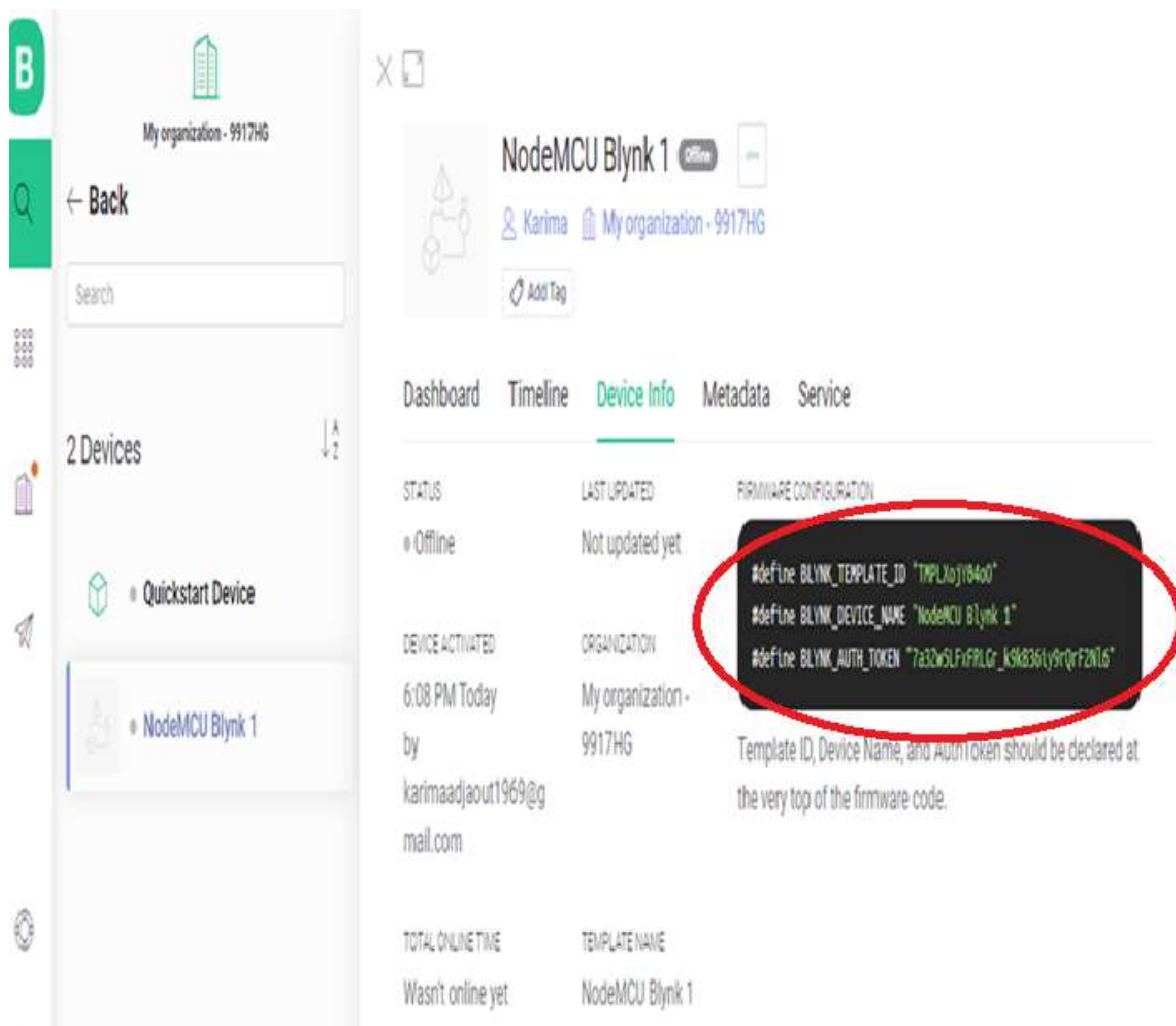 B
My organization - 9917HG
← Back
Search
2 Devices
A
Z
Quickstart Device
NodeMCU Blynk 1
NodeMCU Blynk 1 Offline
Karima My organization - 9917HG
Add Tag
Dashboard Timeline Device Info Metadata Service
STATUS
Offline
LAST UPDATED
Not updated yet
FIRMWARE CONFIGURATION
#define BLYNK_TEMPLATE_ID
#define BLYNK_DEVICE_NAME "NodeMCU Blynk 1"
#define BLYNK_AUTH_TOKEN
Template ID, Device Name, and AuthToken should be declared at
the very top of the firmware code.
DEVICE ACTIVATED
6:08 PM Today
by
karimaadjaout1969@g
mail.com
ORGANIZATION
My organization -
9917HG
TOTAL ONLINE TIME
Wasn't online yet
TEMPLATE NAME
NodeMCU Blynk 1